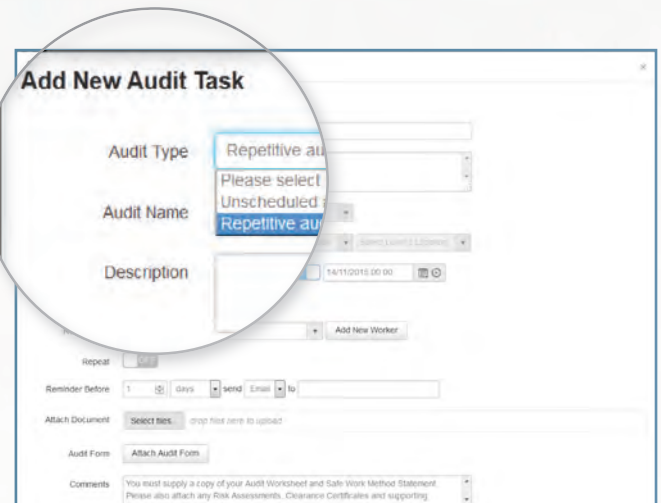 Add New Audit Task
×
Audit Type
Repetitive au
Please select
Unscheduled
Repetitive au
Audit Name
Description
14/11/2015 00:00
Add New Worker
Repeat
OFF
Reminder Before 1 days send Email to
Attach Document Select files... drop files here to upload
Audit Form Attach Audit Form
Comments You must supply a copy of your Audit Worksheet and Safe Work Method Statement.
Please also attach any Risk Assessments, Clearance Certificates and supporting